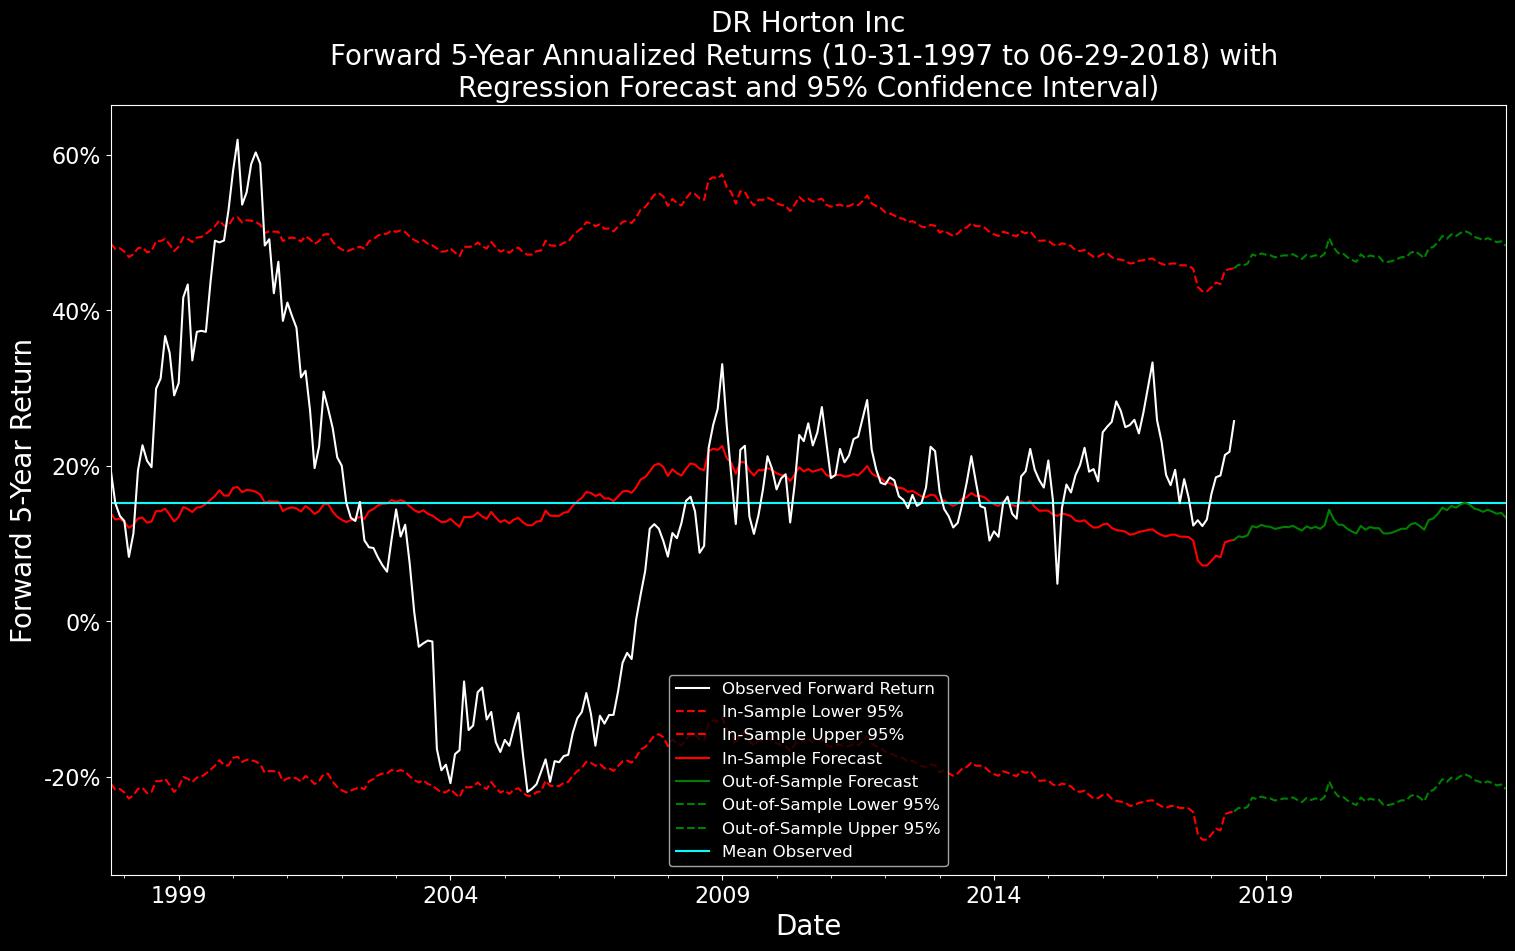 DR Horton Inc
Forward 5-Year Annualized Returns (10-31-1997 to 06-29-2018) with
Regression Forecast and 95% Confidence Interval)
Forward 5-Year Return
60%
40%
20%
0%
-20%
Observed Forward Return
In-Sample Lower 95%
In-Sample Upper 95%
In-Sample Forecast
Out-of-Sample Forecast
Out-of-Sample Lower 95%
Out-of-Sample Upper 95%
Mean Observed
1999 2004 2009 2014 2019
Date